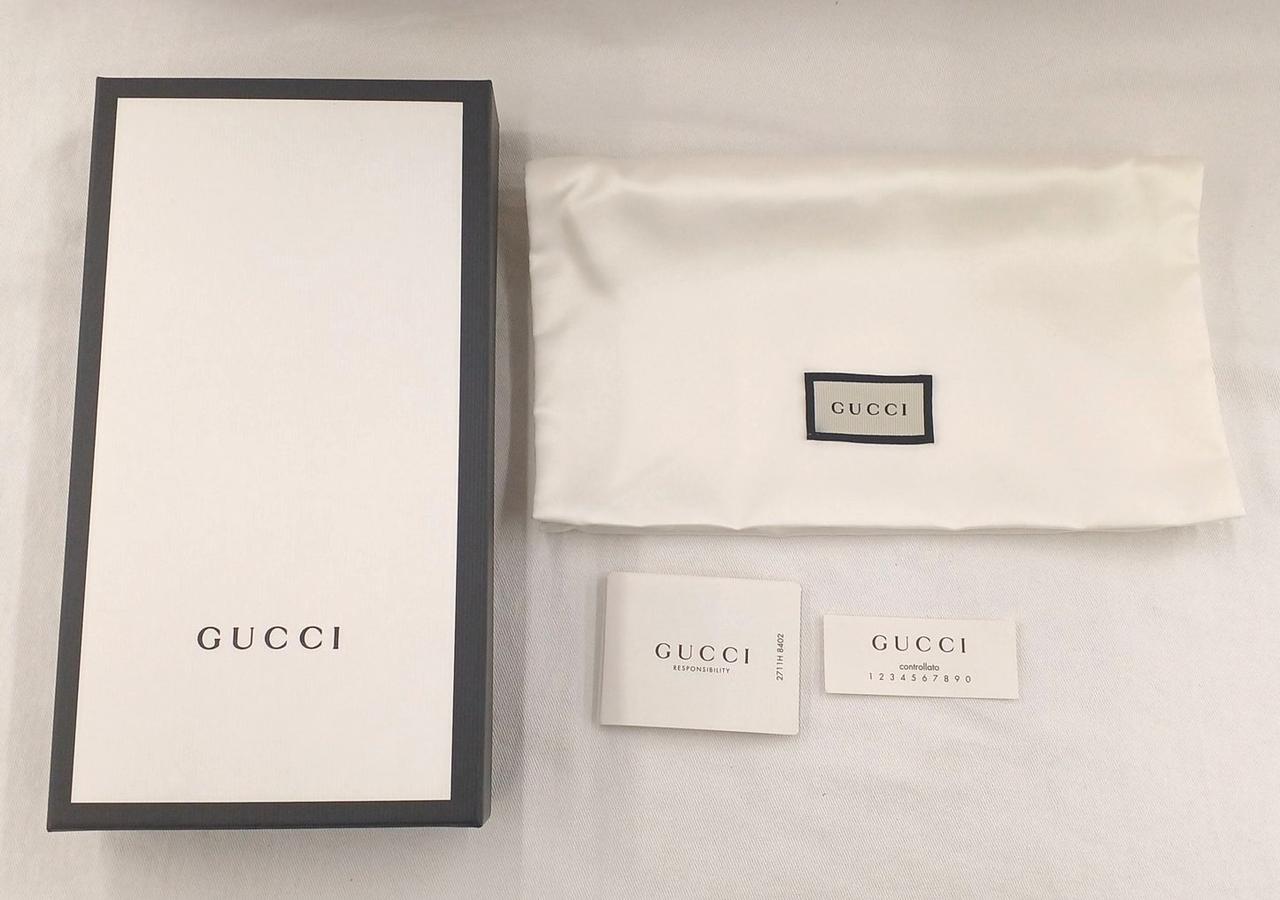 GUCCI
GUCCI
GUCCI
RESPONSIBILITY
2711H 8402
GUCCI
controllato
1 2 3 4 5 6 7 8 9 0